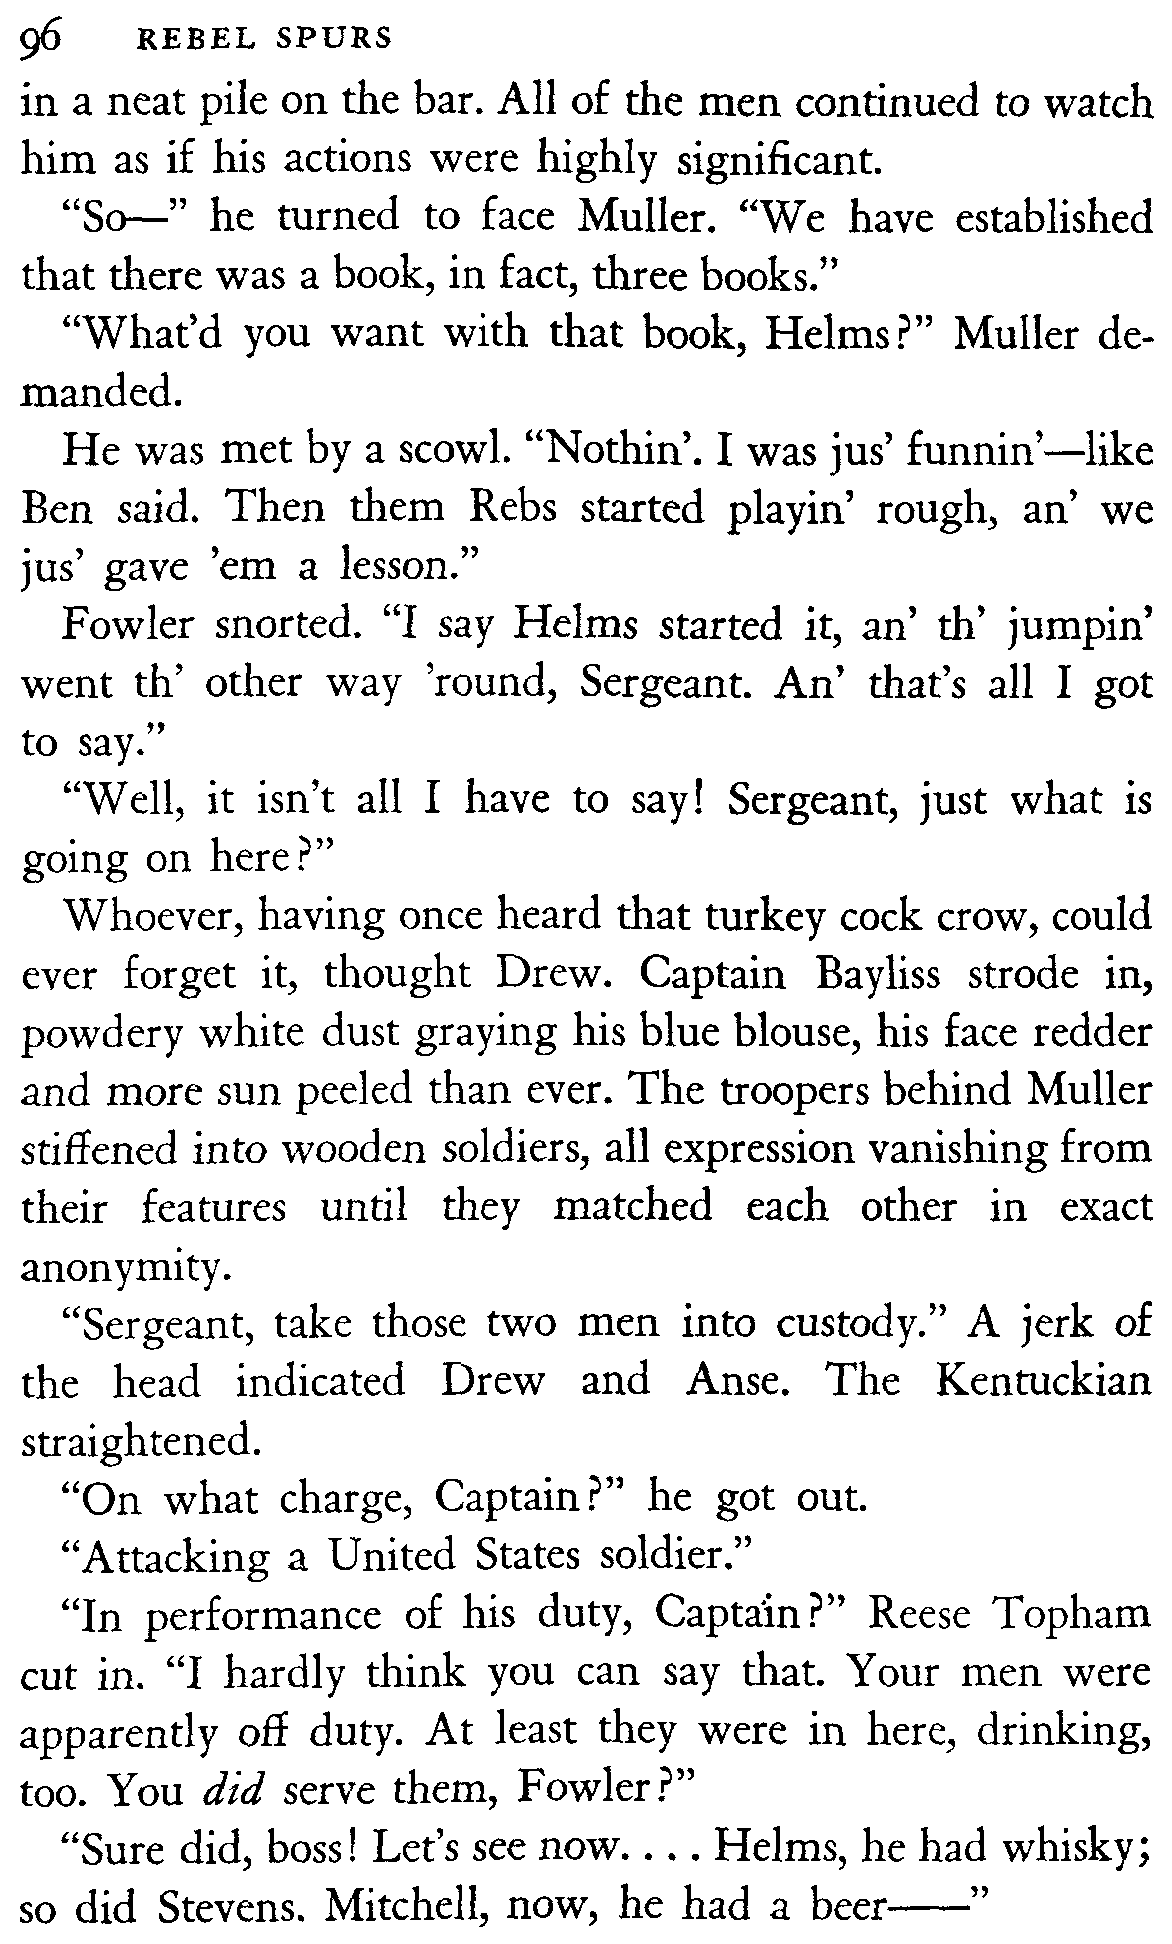 96 REBEL SPURS
in a neat pile on the bar. All of the men continued to watch
him as if his actions were highly significant.
“So—” he turned to face Muller. “We have established
that there was a book, in fact, three books.”
“What’d you want with that book, Helms?” Muller de-
manded.
He was met by a scowl. “Nothin’. I was jus’ funnin’—like
Ben said. Then them Rebs started playin’ rough, an’ we
jus’ gave ’em a lesson.”
Fowler snorted. “I say Helms started it, an’ th’ jumpin’
went th’ other way ’round, Sergeant. An’ that’s all I got
to say.”
“Well, it isn’t all I have to say! Sergeant, just what is
going on here?”
Whoever, having once heard that turkey cock crow, could
ever forget it, thought Drew. Captain Bayliss strode in,
powdery white dust graying his blue blouse, his face redder
and more sun peeled than ever. The troopers behind Muller
stiffened into wooden soldiers, all expression vanishing from
their features until they matched each other in exact
anonymity.
“Sergeant, take those two men into custody.” A jerk of
the head indicated Drew and Anse. The Kentuckian
straightened.
“On what charge, Captain?” he got out.
“Attacking a United States soldier.”
“In performance of his duty, Captain?” Reese Topham
cut in. “I hardly think you can say that. Your men were
apparently off duty. At least they were in here, drinking,
too. You did serve them, Fowler?”
“Sure did, boss! Let’s see now. . . . Helms, he had whisky;
so did Stevens. Mitchell, now, he had a beer——”